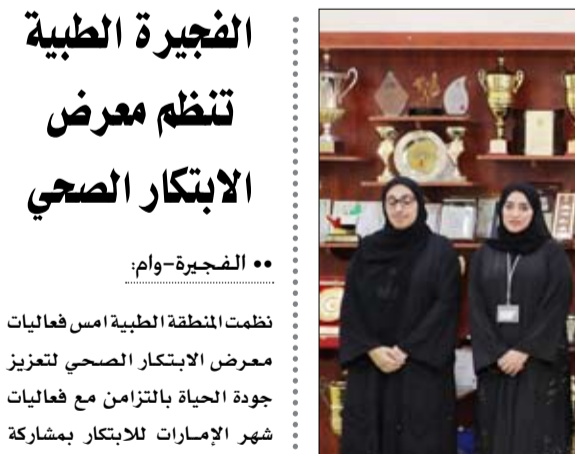 الفجيرة الطبية
تنظم معرض
الابتكار الصحي
•• الفجيرة-وام:
نظمت المنطقة الطبية امس فعاليات
معرض الابتكار الصحي لتعزيز
جودة الحياة بالتزامن مع فعاليات
شهر الإمارات للابتكار بمشاركة